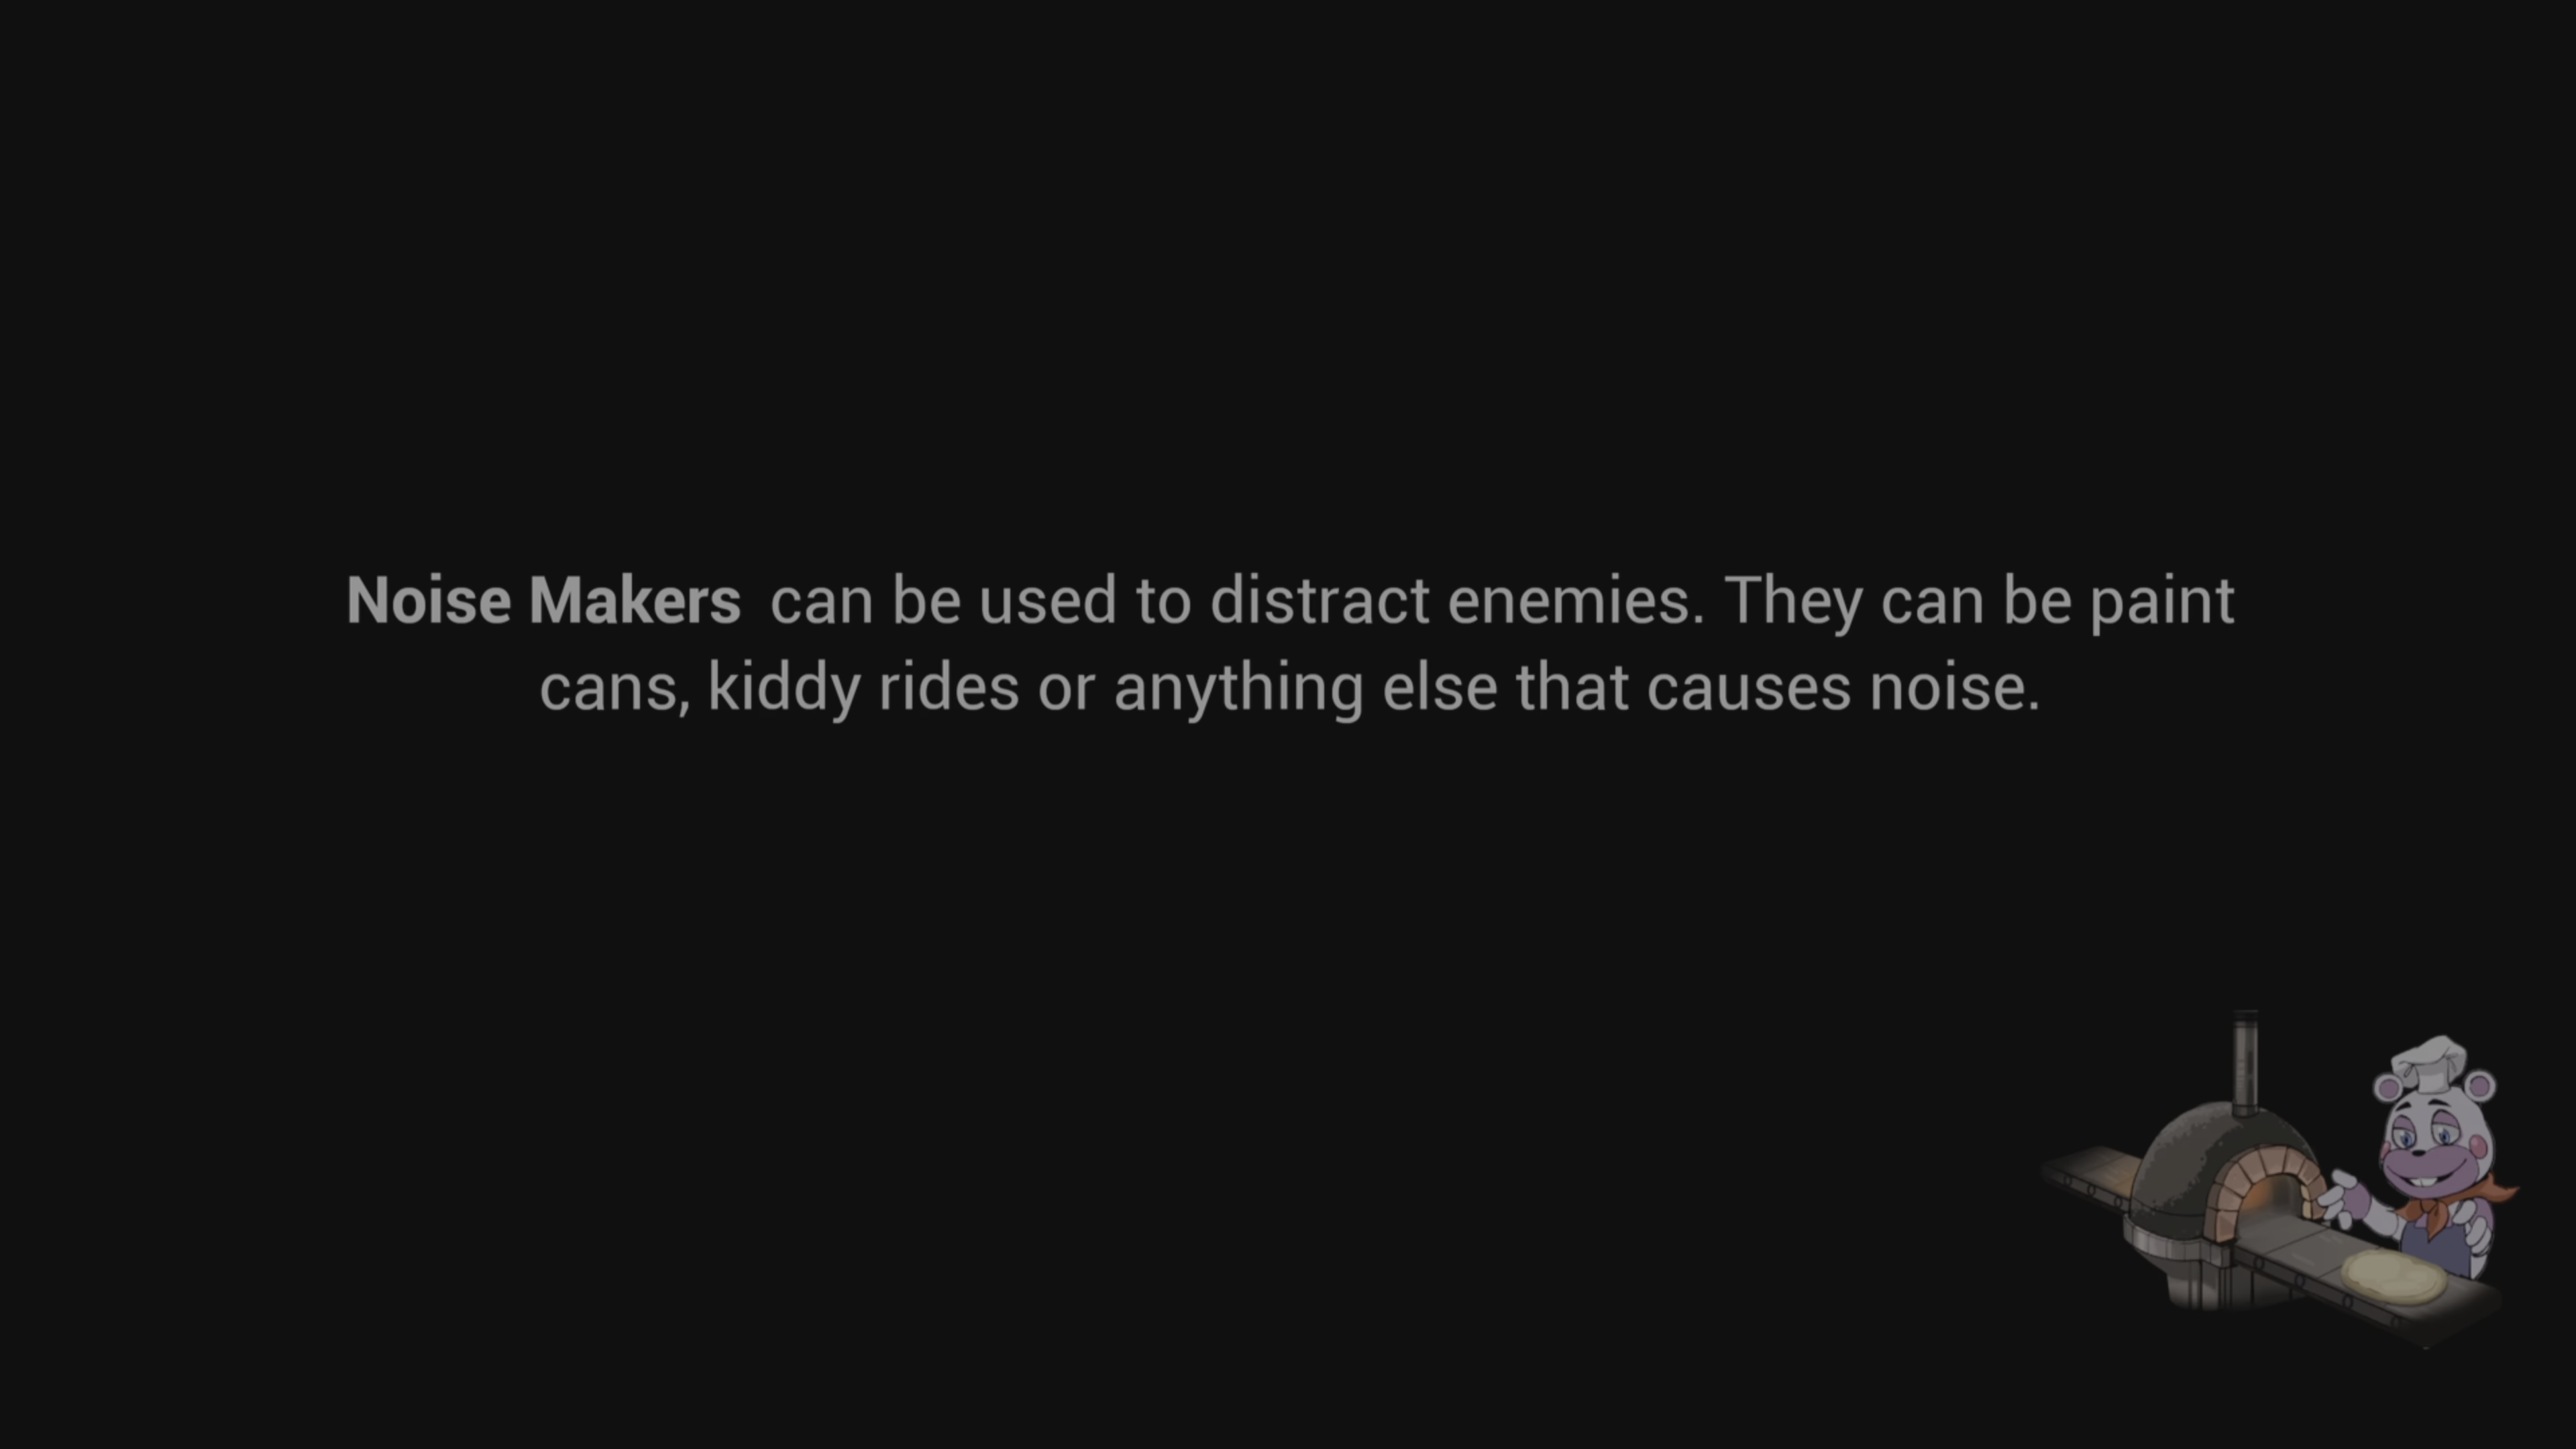 Noise Makers can be used to distract enemies. They can be paint
cans, kiddy rides or anything else that causes noise.